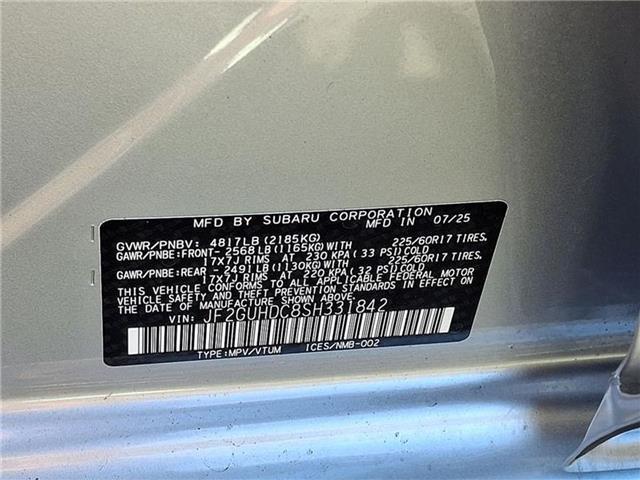 MFD BY SUBARU CORPORATION
MFD IN 07/25
GVWR/PNBV: 4817LB(2185KG)
GAWR/PNBE:FRONT-2568LB(1165KG)WITH 225/60R17 TIRES.
17X7J RIMS AT 230 KPA(33 PSI)COLD
GAWR/PNBE:REAR -2491LB(1130KG)WITH 225/60R17 TIRES.
17X7J RIMS AT 220 KPA(32 PSI)COLD
THIS VEHICLE CONFORMS TO ALL APPLICABLE FEDERAL MOTOR
VEHICLE SAFETY AND THEFT PREVENTION STANDARDS IN EFFECT ON
THE DATE OF MANUFACTURE SHOWN ABOVE.
VIN: JF2GUHDC8SH331842
TYPE:MPV/VTUM ICES/NMB-002